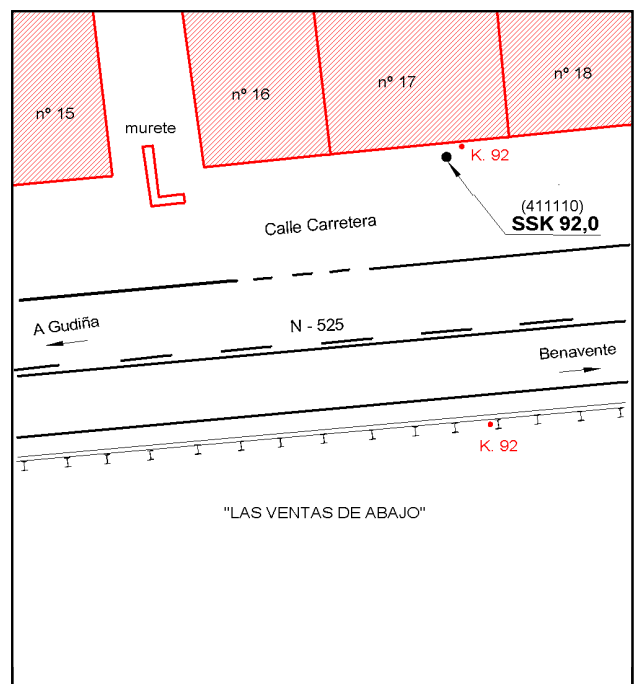 nº 15
nº 16
nº 17
nº 18
murete
K. 92
(411110)
SSK 92,0
Calle Carretera
A Gudiña
N - 525
Benavente
K. 92
"LAS VENTAS DE ABAJO"